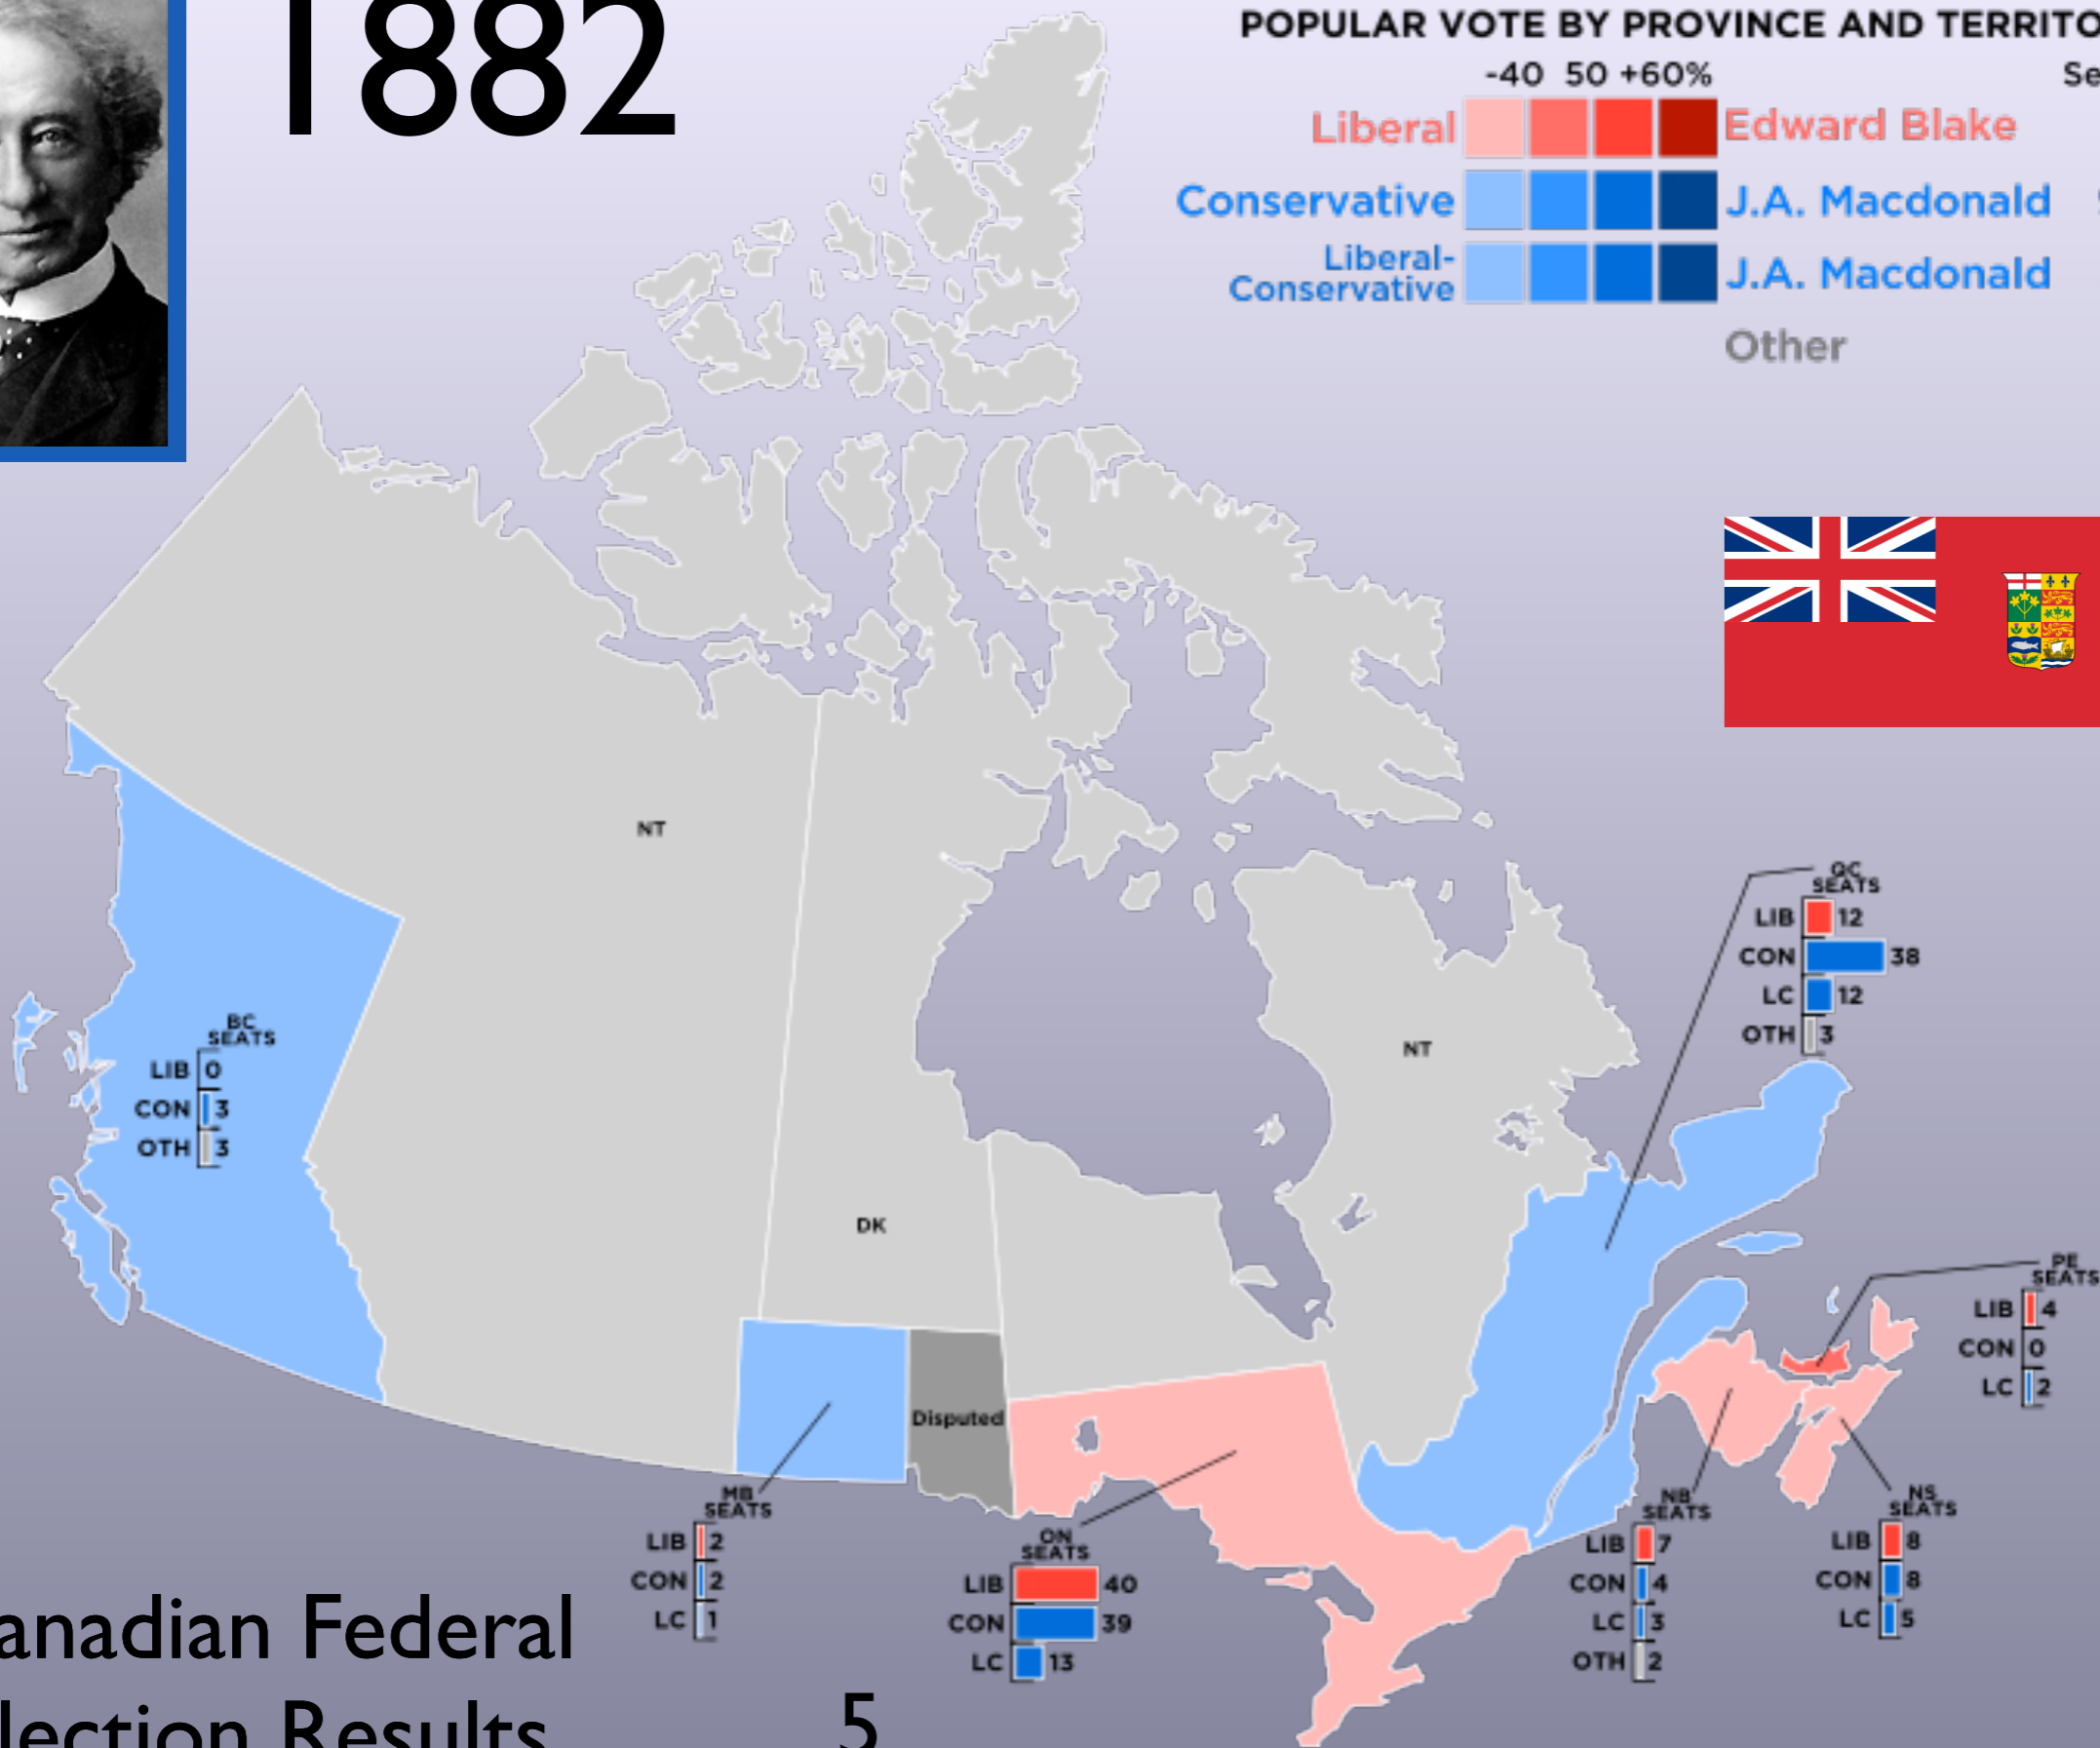 1882
POPULAR VOTE BY PROVINCE AND TERRITO
-40 50 +60%
Se
Liberal Edward Blake
Conservative J.A. Macdonald
Liberal-
Conservative J.A. Macdonald
Other
NT
NT
DK
Disputed
QC
SEATS
LIB 12
CON 38
LC 12
OTH 3
BC
SEATS
LIB 0
CON 3
OTH 3
PE
SEATS
LIB 4
CON 0
LC 2
MB
SEATS
LIB 2
CON 2
LC 1
ON
SEATS
LIB 40
CON 39
LC 13
NB
SEATS
LIB 7
CON 4
LC 3
OTH 2
NS
SEATS
LIB 8
CON 8
LC 5
anadian Federal
lection Results
5